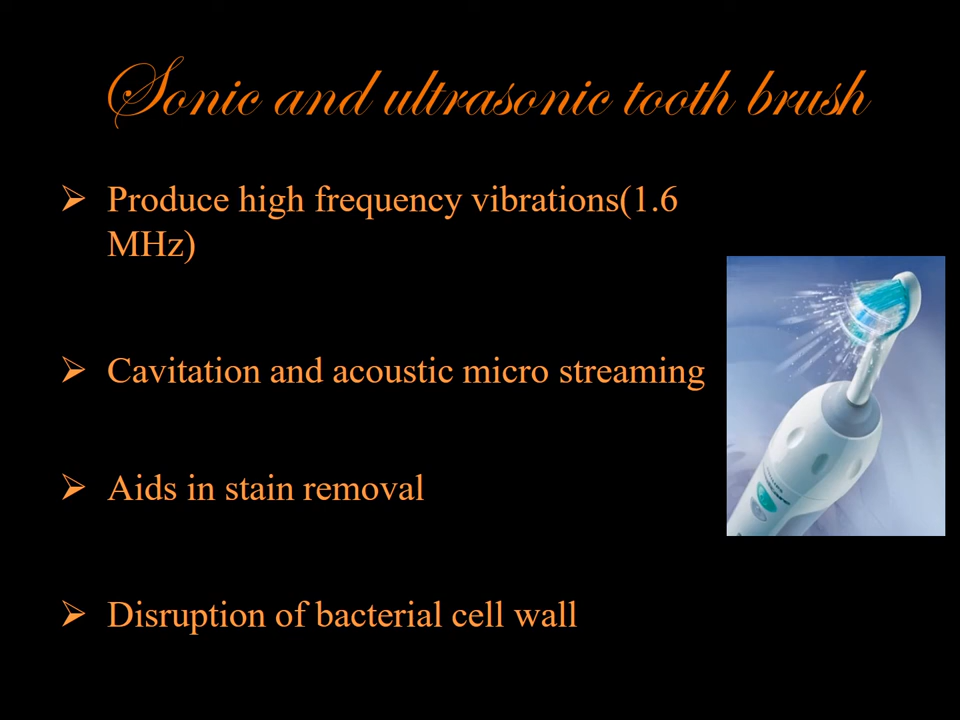 Sonic and ultrasonic tooth brush
➢ Produce high frequency vibrations(1.6
MHz)
➢ Cavitation and acoustic micro streaming
➢ Aids in stain removal
➢ Disruption of bacterial cell wall